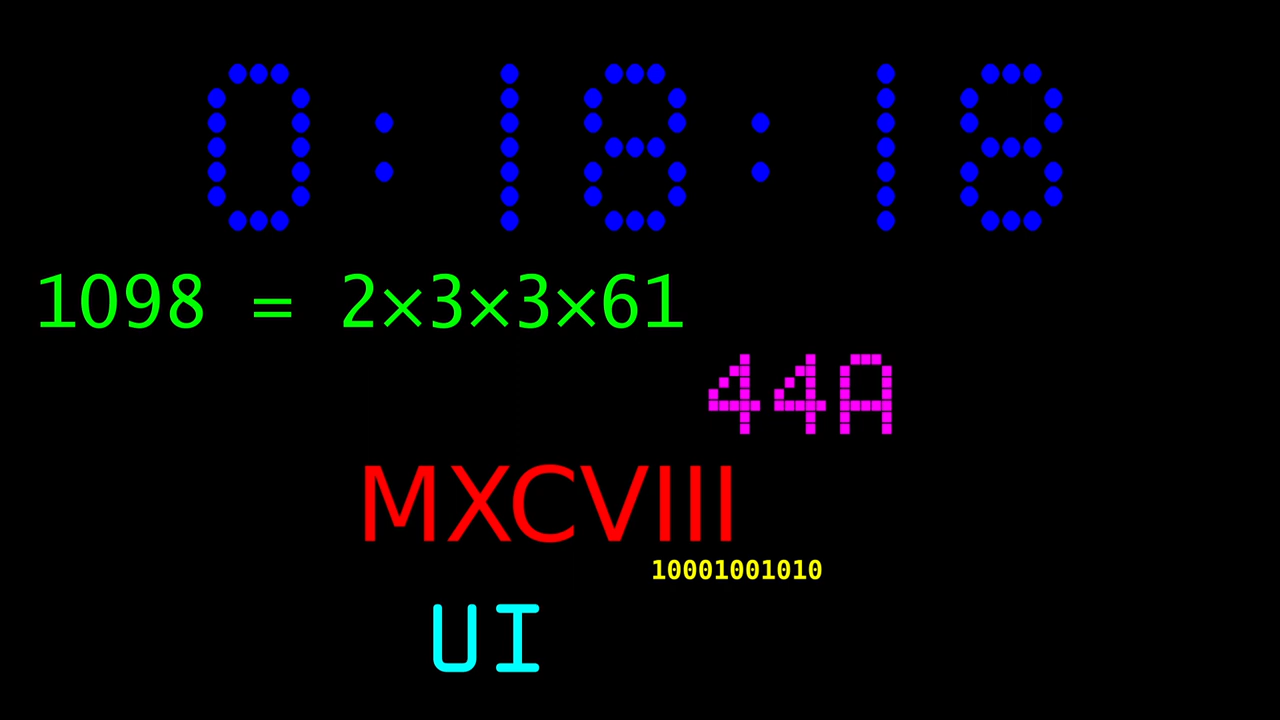 0:18:18
1098 = 2×3×3×61
44A
MXCVIII
10001001010
UI